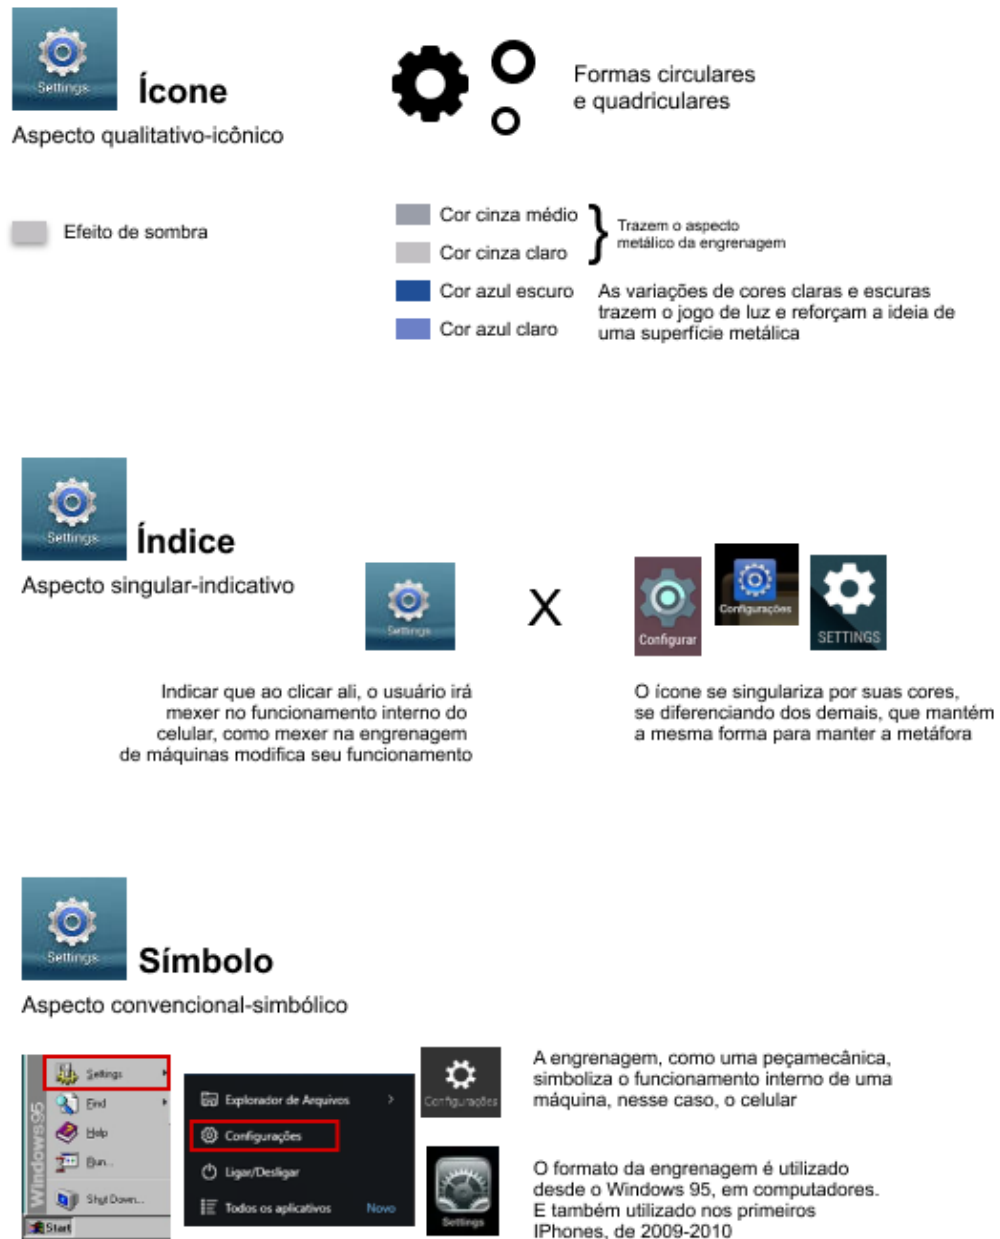 Settings
Ícone
Aspecto qualitativo-icônico
Formas circulares
e quadriculares
Efeito de sombra
Cor cinza médio
Cor cinza claro
Trazem o aspecto
metálico da engrenagem
Cor azul escuro
Cor azul claro
As variações de cores claras e escuras
trazem o jogo de luz e reforçam a ideia de
uma superfície metálica
Settings
Índice
Aspecto singular-indicativo
Settings
X
Configurar
Configurações
SETTINGS
Indicar que ao clicar ali, o usuário irá
mexer no funcionamento interno do
celular, como mexer na engrenagem
de máquinas modifica seu funcionamento
O ícone se singulariza por suas cores,
se diferenciando dos demais, que mantém
a mesma forma para manter a metáfora
Settings
Símbolo
Aspecto convencional-simbólico
Windows95
Settings
Find
Help
Run...
Shut Down...
Start
Explorador de Arquivos
Configurações
Ligar/Desligar
Todos os aplicativos Novo
Configurações
Settings
A engrenagem, como uma peçamecânica,
simboliza o funcionamento interno de uma
máquina, nesse caso, o celular
O formato da engrenagem é utilizado
desde o Windows 95, em computadores.
E também utilizado nos primeiros
IPhones, de 2009-2010